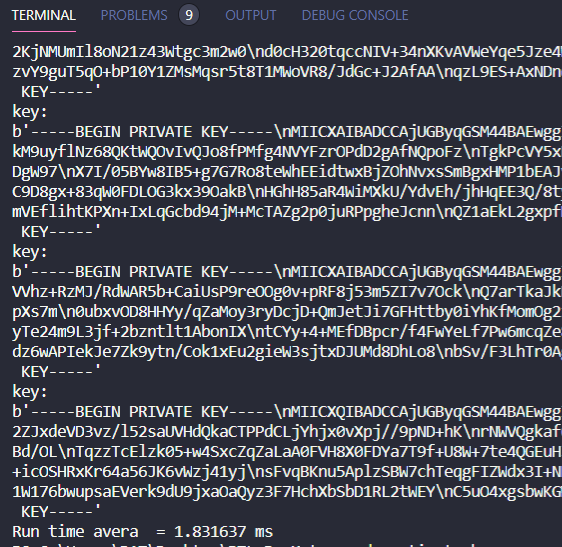 TERMINAL PROBLEMS 9 OUTPUT DEBUG CONSOLE
2KjNMUmIl8oN21z43Wtgc3m2w0\nd0cH320tqccNIV+34nXKvAVWeYqe5Jze4
zvY9guT5qO+bP10Y1ZMsMqsr5t8T1MWoVR8/JdGc+J2AfAA\nqzL9ES+AxNDn
KEY-----'
key:
b'-----BEGIN PRIVATE KEY-----\nMIICXAIBADCCAjUGByqGSM44BAEwgg
kM9uyflNz68QKtWQOvIvQJo8fPMfg4NVYFzrOPdD2gAfNQpoFz\nTgkPcVY5x
DgW97\nX7I/05BYw8IB5+g7G7Ro8teWhEEidtwxBjZOhNvxsSmBgxHMP1bEAJ
C9D8gx+83qW0FDLOG3kx39OakB\nHGhH85aR4WiMXkU/YdvEh/jhHqEE3Q/8t
mVEflihtKPXn+IxLqGcbd94jM+McTAZg2p0juRPpgheJcnn\nQZ1aEkL2gxpf
KEY-----'
key:
b'-----BEGIN PRIVATE KEY-----\nMIICXAIBADCCAjUGByqGSM44BAEwgg
VVhz+RzMJ/RdWAR5b+CaiUsP9reOOg0v+pRF8j53m5ZI7v7Ock\nQ7arTkaJk
pXs7m\n0ubxvOD8HHYy/qZaMoy3ryDcjD+QmJetJi7GFHttby0iYhKfMomOg2
yTe24m9L3jf+2bzntlt1AbonIX\ntCYy+4+MEfDBpcr/f4FwYeLf7Pw6mcqZe
dz6wAPIekJe7Zk9ytn/Cok1xEu2gieW3sjtxDJUMd8DhLo8\nbSv/F3LhTr0A
KEY-----'
key:
b'-----BEGIN PRIVATE KEY-----\nMIICXQIBADCCAjUGByqGSM44BAEwgg
2ZJxdeVD3vz/l52saUVHdQkaCTPPdCLjYhjx0vXpj//9pND+hK\nrNWVQgkaf
Bd/OL\nTqzzTcElzk05+w4SxcZqZaLaA0FVH8X0FDYa7T9f+U8W+7te4QGEuH
+icOSHRxKr64a56JK6vWzj41yj\nsFvqBKnu5AplzSBW7chTeqgFIZWdx3I+N
1W176bwupsaEVerk9dU9jxaOaQyz3F7HchXbSbD1RL2tWEY\nC5uO4xgsbwKG
KEY-----'
Run time avera = 1.831637 ms